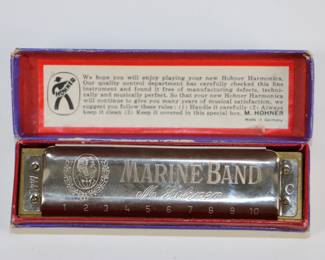 HOHNER
We hope you will enjoy playing your new Hohner Harmonica.
Our quality control department has carefully checked this fine
instrument and found it free of manufacturing defects, techni-
cally and musically perfect. So that your new Hohner Harmonica
will continue to give you many years of musical satisfaction, we
suggest you follow these rules: (1) Handle it carefully (2) Always
keep it clean (3) Keep it covered in this special box. M. HOHNER
Made in Germany
MARINE BAND
M. Hohner
1 2 3 4 5 6 7 8 9 10
C